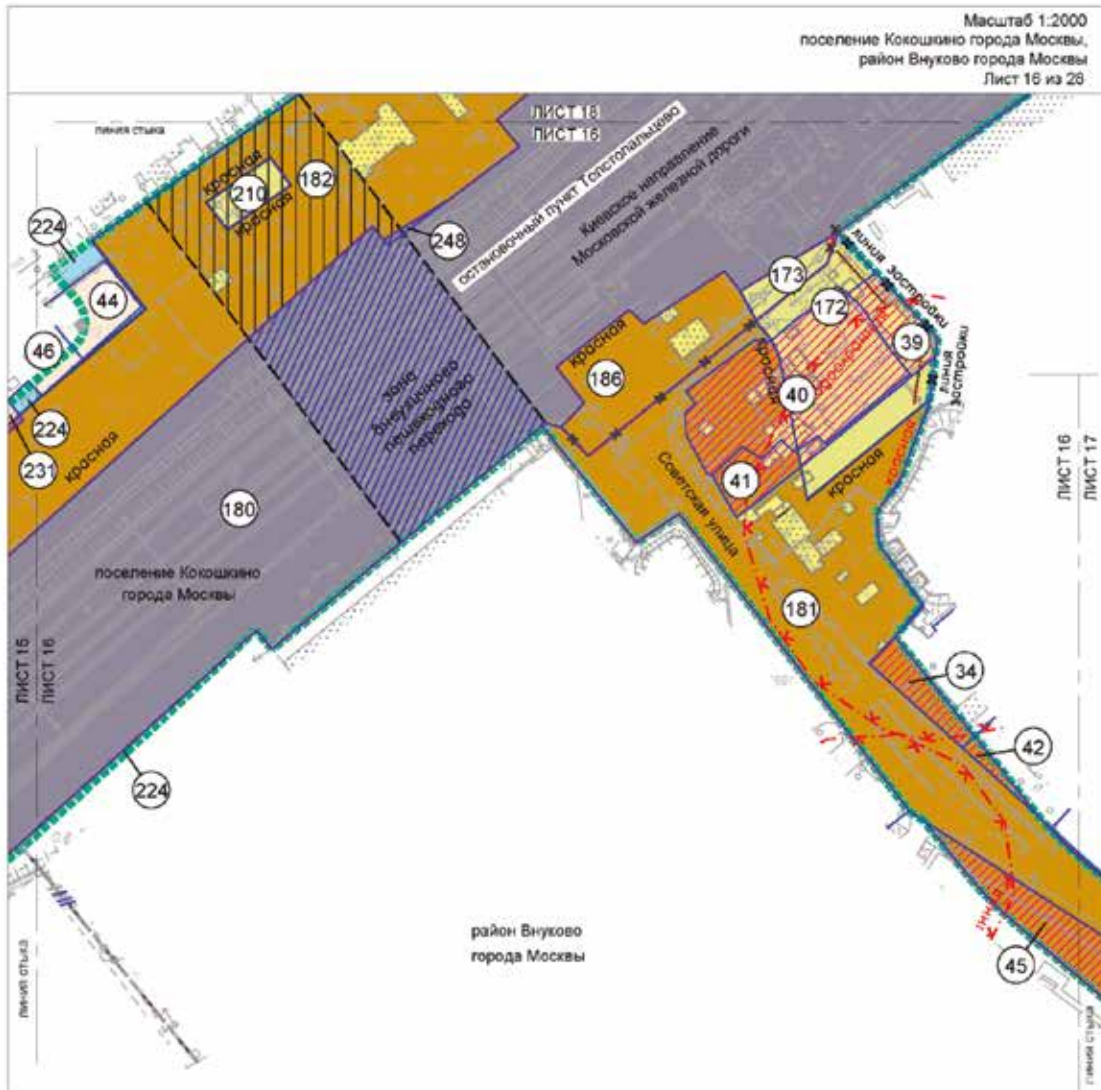 Масштаб 1:2000
поселение Кокошкино города Москвы,
район Внуково города Москвы
Лист 16 из 28
линия стыка
ЛИСТ 18
ЛИСТ 16
остановочный пункт Толстопальцево
Киевское направление
Московской железной дороги
красная
210
красная
182
248
224
44
46
224
231
красная
173
172
линия застройки
39
линия
застройки
красная
186
красная
40
41
красная
красная
Советская улица
зона
внеуличного
пешеходного
перехода
180
поселение Кокошкино
города Москвы
181
ЛИСТ 15
ЛИСТ 16
ЛИСТ 16
ЛИСТ 17
34
42
224
45
район Внуково
города Москвы
линия стыка
линия стыка